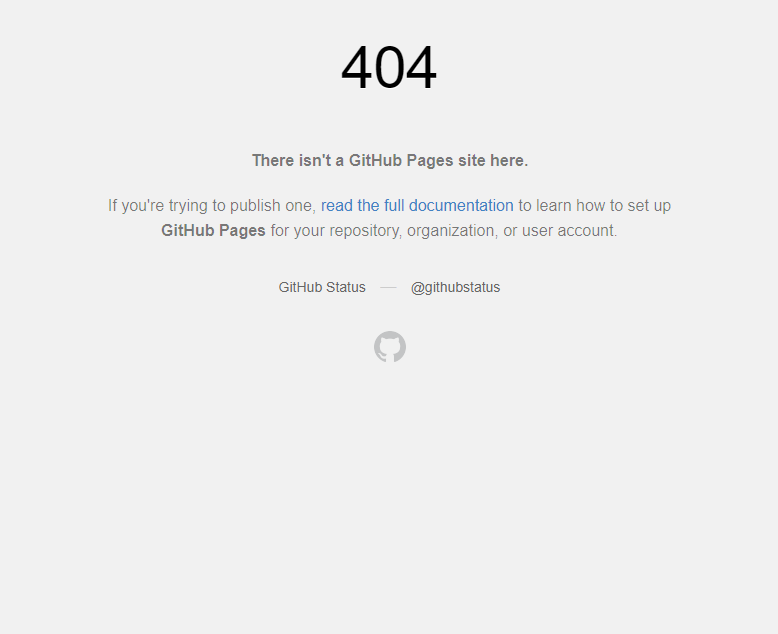 404
There isn't a GitHub Pages site here.
If you're trying to publish one, read the full documentation to learn how to set up
GitHub Pages for your repository, organization, or user account.
GitHub Status — @githubstatus